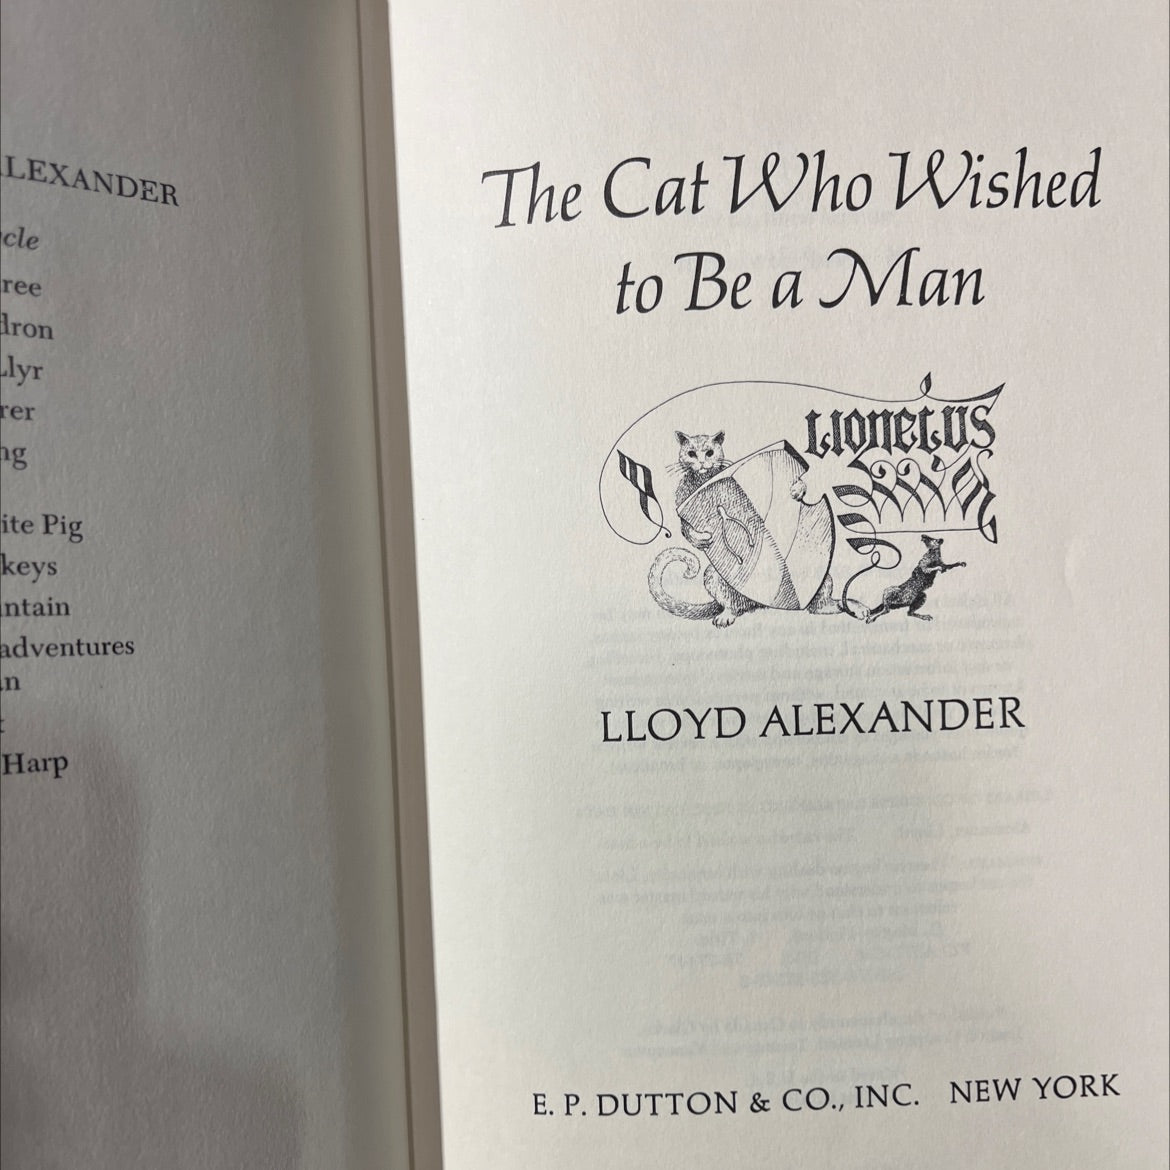 ALEXANDER
cle
ree
dron
Llyr
rer
ng
ite Pig
keys
ntain
adventures
n
t
Harp
The Cat Who Wished
to Be a Man
LIONELUS
LLOYD ALEXANDER
E. P. DUTTON & CO., INC. NEW YORK